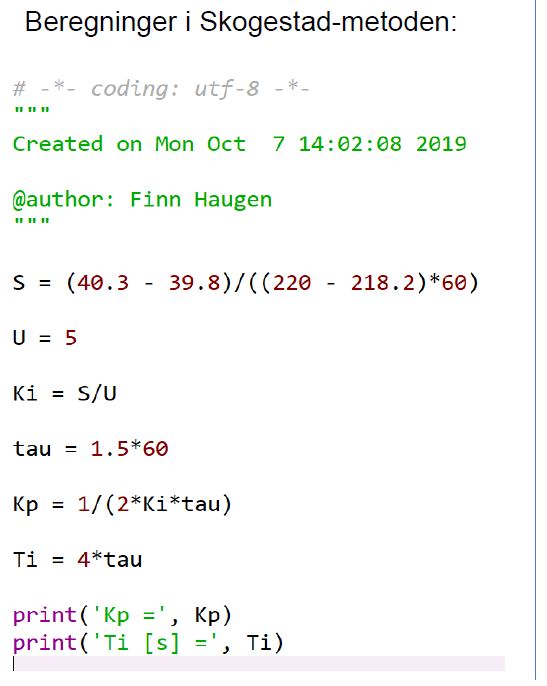 Beregninger i Skogestad-metoden:
# -*- coding: utf-8 -*-
"""
Created on Mon Oct  7 14:02:08 2019
@author: Finn Haugen
"""
S = (40.3 - 39.8)/((220 - 218.2)*60)
U = 5
Ki = S/U
tau = 1.5*60
Kp = 1/(2*Ki*tau)
Ti = 4*tau
print('Kp =', Kp)
print('Ti [s] =', Ti)